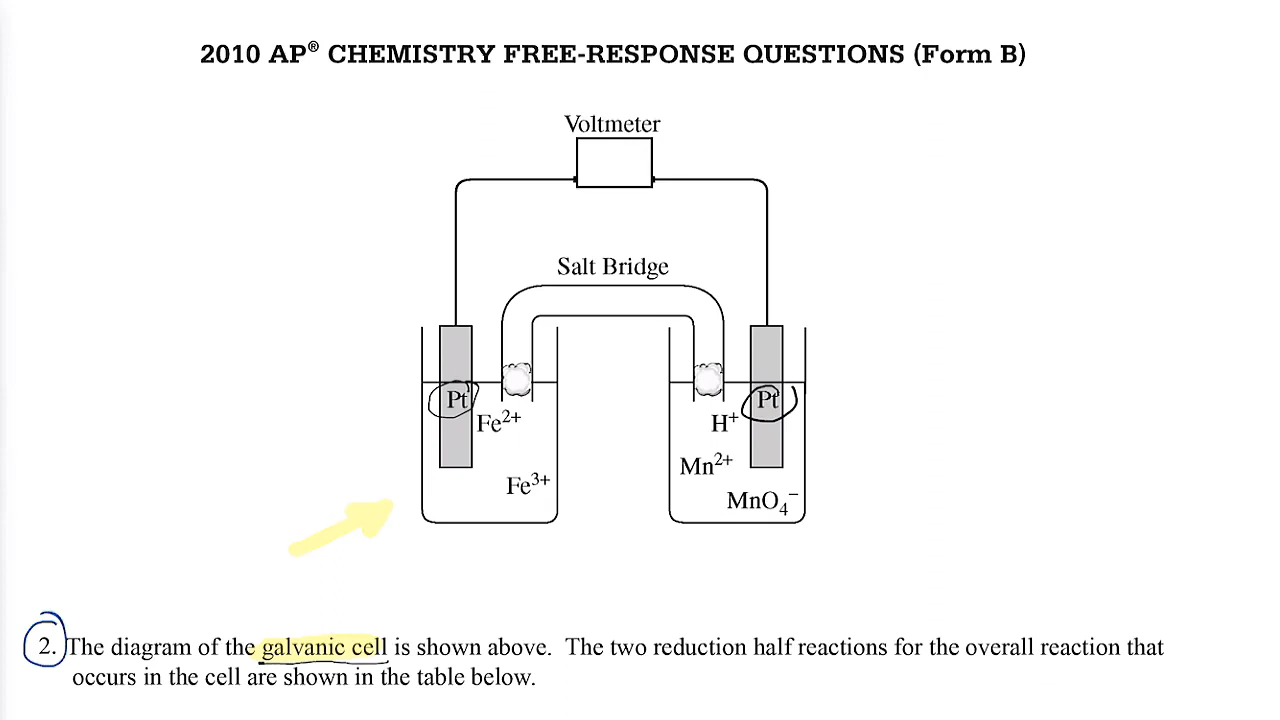 2010 AP® CHEMISTRY FREE-RESPONSE QUESTIONS (Form B)
Voltmeter
Salt Bridge
Pt
Pt
Fe²⁺
H⁺
Mn²⁺
Fe³⁺
MnO₄⁻
2. The diagram of the galvanic cell is shown above. The two reduction half reactions for the overall reaction that
occurs in the cell are shown in the table below.